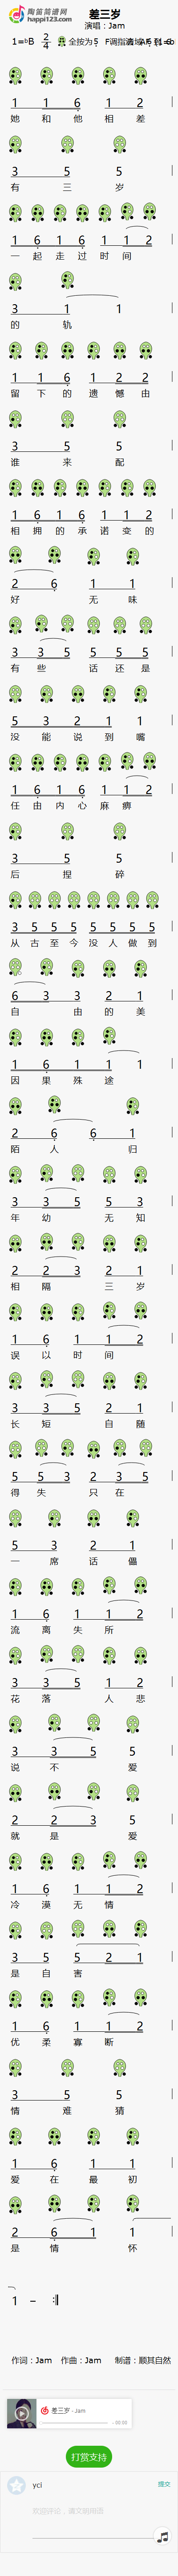 陶笛简谱网
happi123.com
差三岁
演唱：Jam
1=♭B 2/4 全按为5
1 1 6 1 2
她 和 他 相 差
3 5 5
有 三 岁
1 6 1 6 1 1 2
一 起 走 过 时 间
3 1 1
的 轨
1 1 6 1 2 2
留 下 的 遗 憾 由
3 5 5
谁 来 配
1 6 1 6 1 1 2
相 拥 的 承 诺 变 的
2 6 1 1
好 无 味
3 3 5 5 5 5
有 些 话 还 是
5 3 2 1 1
没 能 说 到 嘴
1 6 1 6 1 1 2
任 由 内 心 麻 痹
3 5 5
后 捏 碎
3 5 5 5 5 5 5 5
从 古 至 今 没 人 做 到
6 3 3 2 1
自 由 的 美
1 6 1 1 1
因 果 殊 途
2 6 6 1
陌 人 归
3 3 5 5 3
年 幼 无 知
2 2 3 2 1
相 隔 三 岁
1 6 1 1 2
误 以 时 间
3 3 5 2 1
长 短 自 随
5 5 3 2 3 5
得 失 只 在
5 3 2 1
一 席 话 儡
1 6 1 1 2
流 离 失 所
3 3 5 1 2
花 落 人 悲
3 3 5 5
说 不 爱
2 2 3 5
就 是 爱
1 6 1 1 2
冷 漠 无 情
3 5 5 2 1
是 自 害
1 6 1 1 2
优 柔 寡 断
3 5 5
情 难 猜
1 6 1 1
爱 在 最 初
2 6 1 1
是 情 怀
1 – :‖
作词：Jam 作曲：Jam 制谱：顺其自然
差三岁 - Jam
- 00:00
打赏支持
yci
提交
欢迎评论，请文明用语